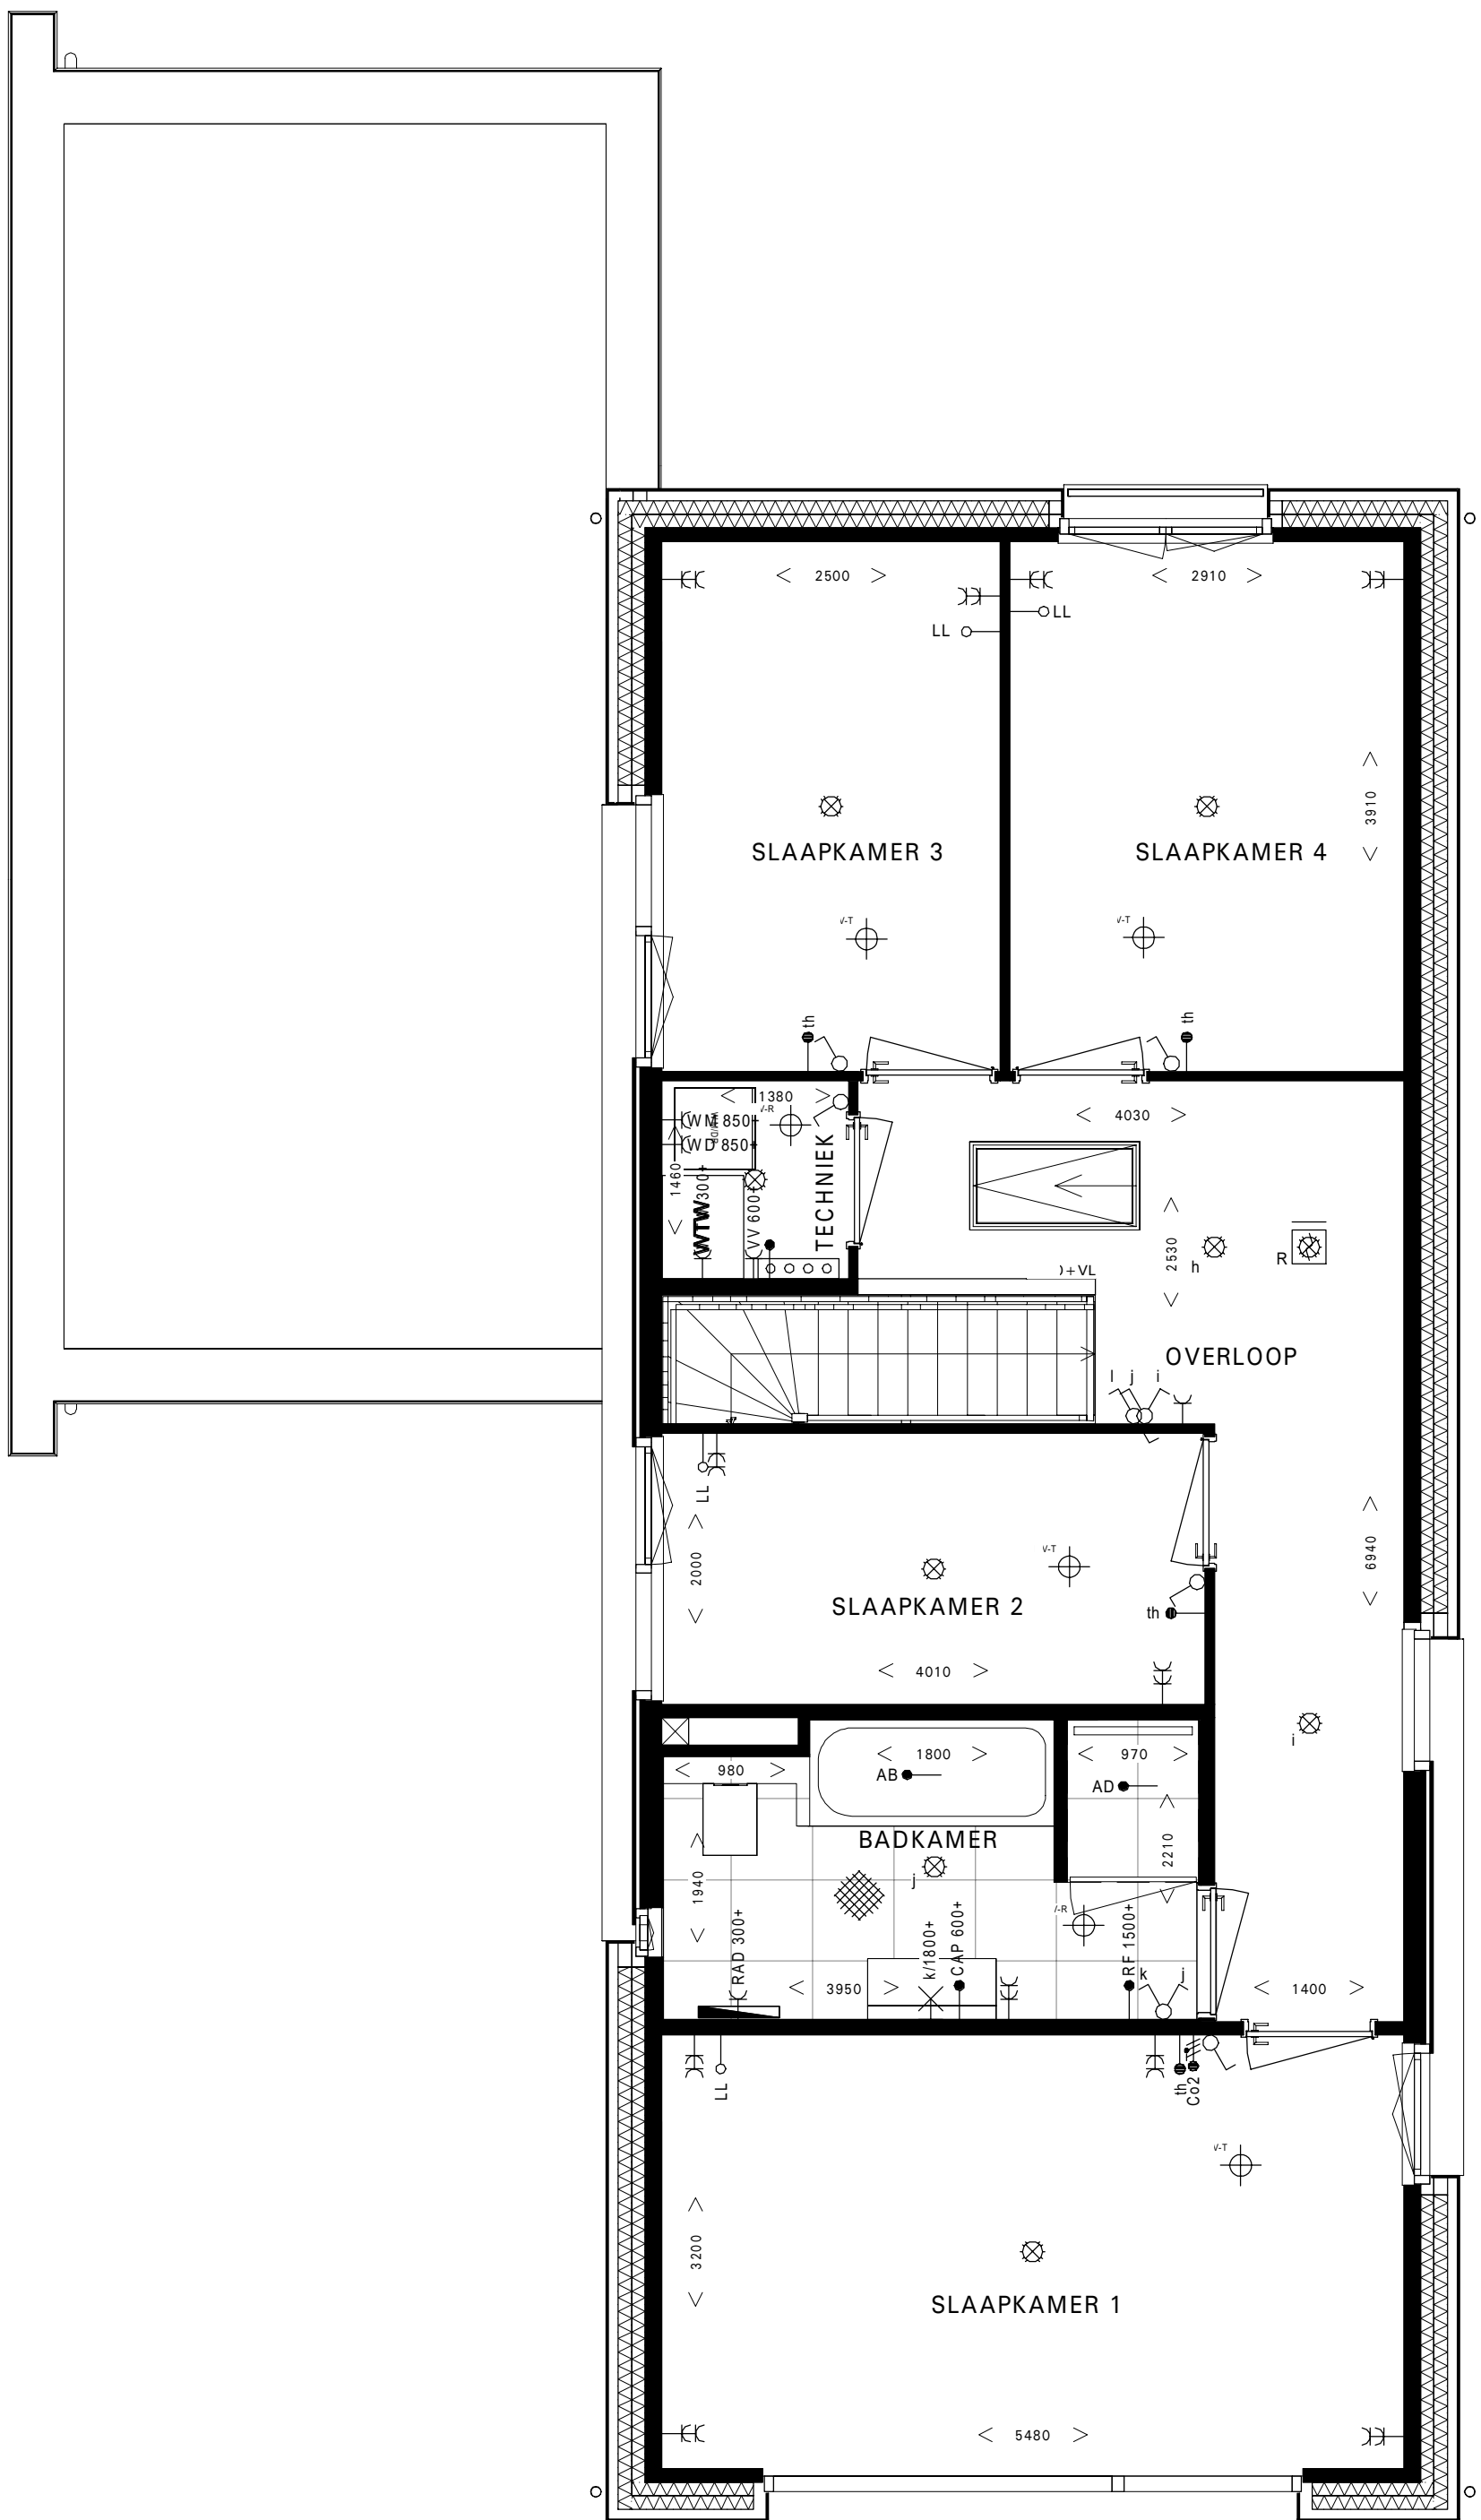 2500
2910
LL
LL
3910
SLAAPKAMER 3
SLAAPKAMER 4
V-T
V-T
th
th
1380
V-R
WM 850+
WD 850+
4030
1460
300+
WTW
VV 600+
TECHNIEK
2530
h
R
+VL
OVERLOOP
l j i
LL
2000
V-T
SLAAPKAMER 2
th
6940
4010
i
980
1800
970
AB
AD
BADKAMER
j
2210
1940
-R
RAD 300+
k/1800+
CAP 600+
RF 1500+
k j
3950
1400
LL
th
Co2
V-T
3200
SLAAPKAMER 1
5480